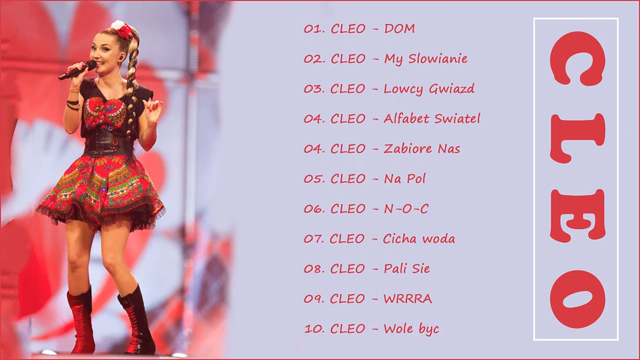 01. CLEO - DOM
02. CLEO - My Slowianie
03. CLEO - Lowcy Gwiazd
04. CLEO - Alfabet Swiatel
04. CLEO - Zabiore Nas
05. CLEO - Na Pol
06. CLEO - N-O-C
07. CLEO - Cicha woda
08. CLEO - Pali Sie
09. CLEO - WRRRA
10. CLEO - Wole byc
CLEO